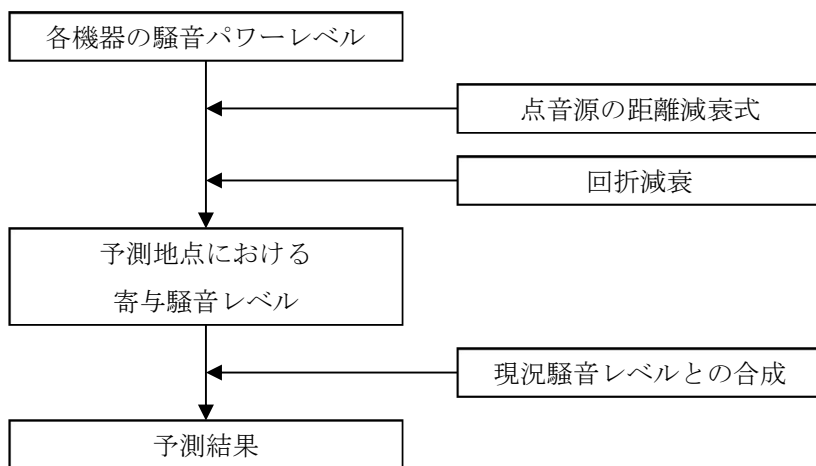 各機器の騒音パワーレベル
点音源の距離減衰式
回折減衰
予測地点における
寄与騒音レベル
現況騒音レベルとの合成
予測結果